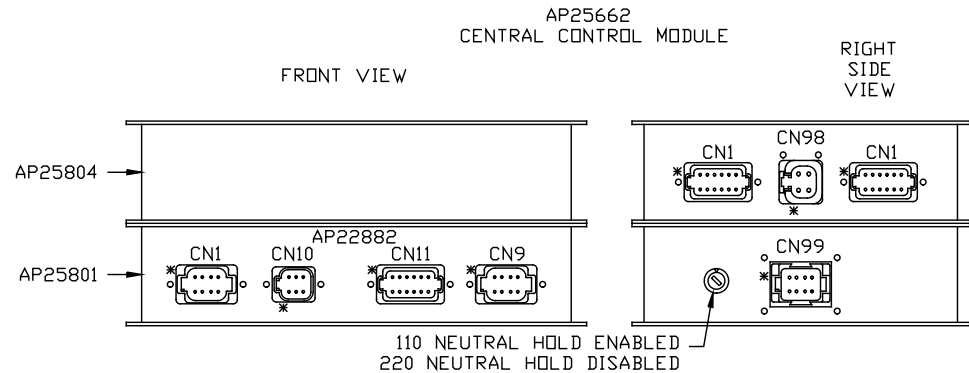 AP25662
CENTRAL CONTROL MODULE
FRONT VIEW
RIGHT
SIDE
VIEW
AP25804
CN1
CN98
CN1
AP25801
AP22882
CN1
CN10
CN11
CN9
CN99
110 NEUTRAL HOLD ENABLED
220 NEUTRAL HOLD DISABLED